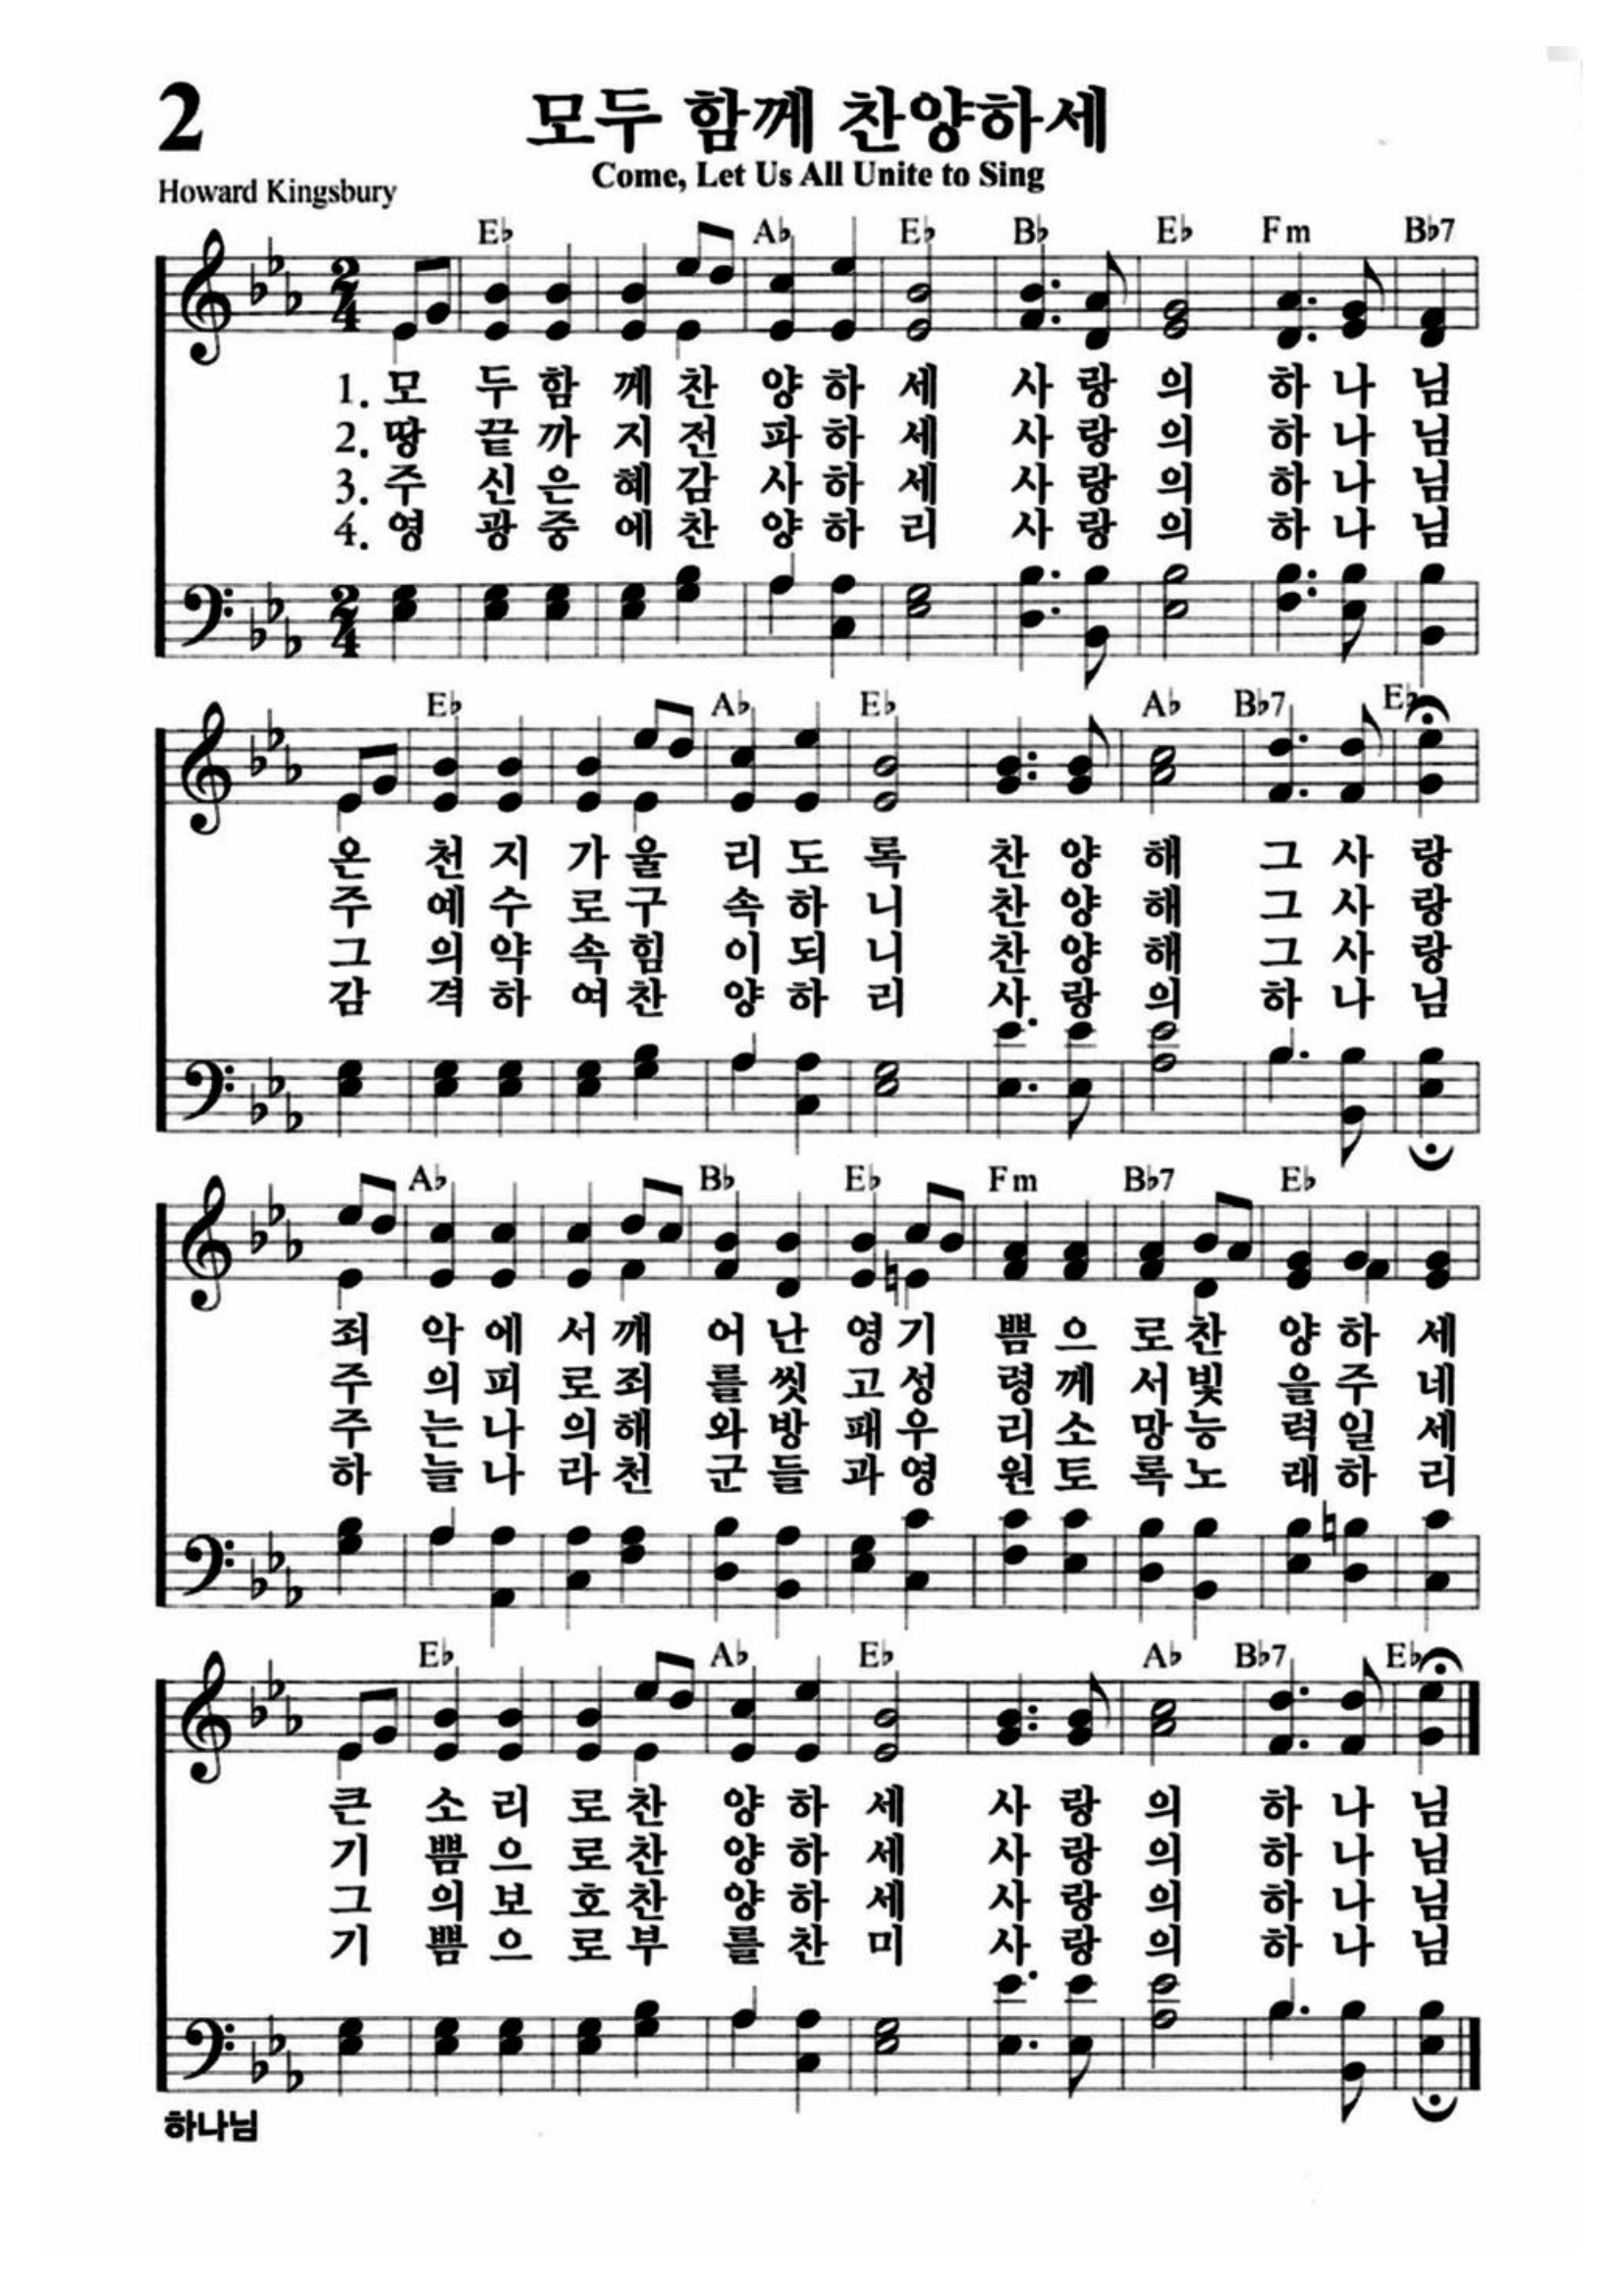 2
모두 함께 찬양하세
Come, Let Us All Unite to Sing
Howard Kingsbury
E♭ A♭ E♭ B♭ E♭ Fm B♭7
2 4
1. 모 두 함 께 찬 양 하 세 사 랑 의 하 나 님
2. 땅 끝 까 지 전 파 하 세 사 랑 의 하 나 님
3. 주 신 은 혜 감 사 하 세 사 랑 의 하 나 님
4. 영 광 중 에 찬 양 하 리 사 랑 의 하 나 님
2 4
E♭ A♭ E♭ A♭ B♭7 E♭
온 천 지 가 울 리 도 록 찬 양 해 그 사 랑
주 예 수 로 구 속 하 니 찬 양 해 그 사 랑
그 의 약 속 힘 이 되 니 찬 양 해 그 사 랑
감 격 하 여 찬 양 하 리 사 랑 의 하 나 님
A♭ B♭ E♭ Fm B♭7 E♭
죄 악 에 서 깨 어 난 영 기 쁨 으 로 찬 양 하 세
주 의 피 로 죄 를 씻 고 성 령 께 서 빛 을 주 네
주 는 나 의 해 와 방 패 우 리 소 망 능 력 일 세
하 늘 나 라 천 군 들 과 영 원 토 록 노 래 하 리
E♭ A♭ E♭ A♭ B♭7 E♭
큰 소 리 로 찬 양 하 세 사 랑 의 하 나 님
기 쁨 으 로 찬 양 하 세 사 랑 의 하 나 님
그 의 보 호 찬 양 하 세 사 랑 의 하 나 님
기 쁨 으 로 부 를 찬 미 사 랑 의 하 나 님
하나님